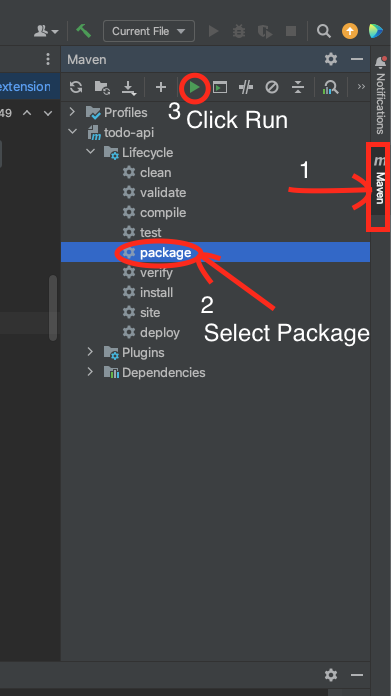 Current File
Maven
extension
49
3
Click Run
Profiles
todo-api
Lifecycle
clean
validate
compile
test
package
verify
install
site
deploy
Plugins
Dependencies
2
Select Package
1
Notifications
m Maven